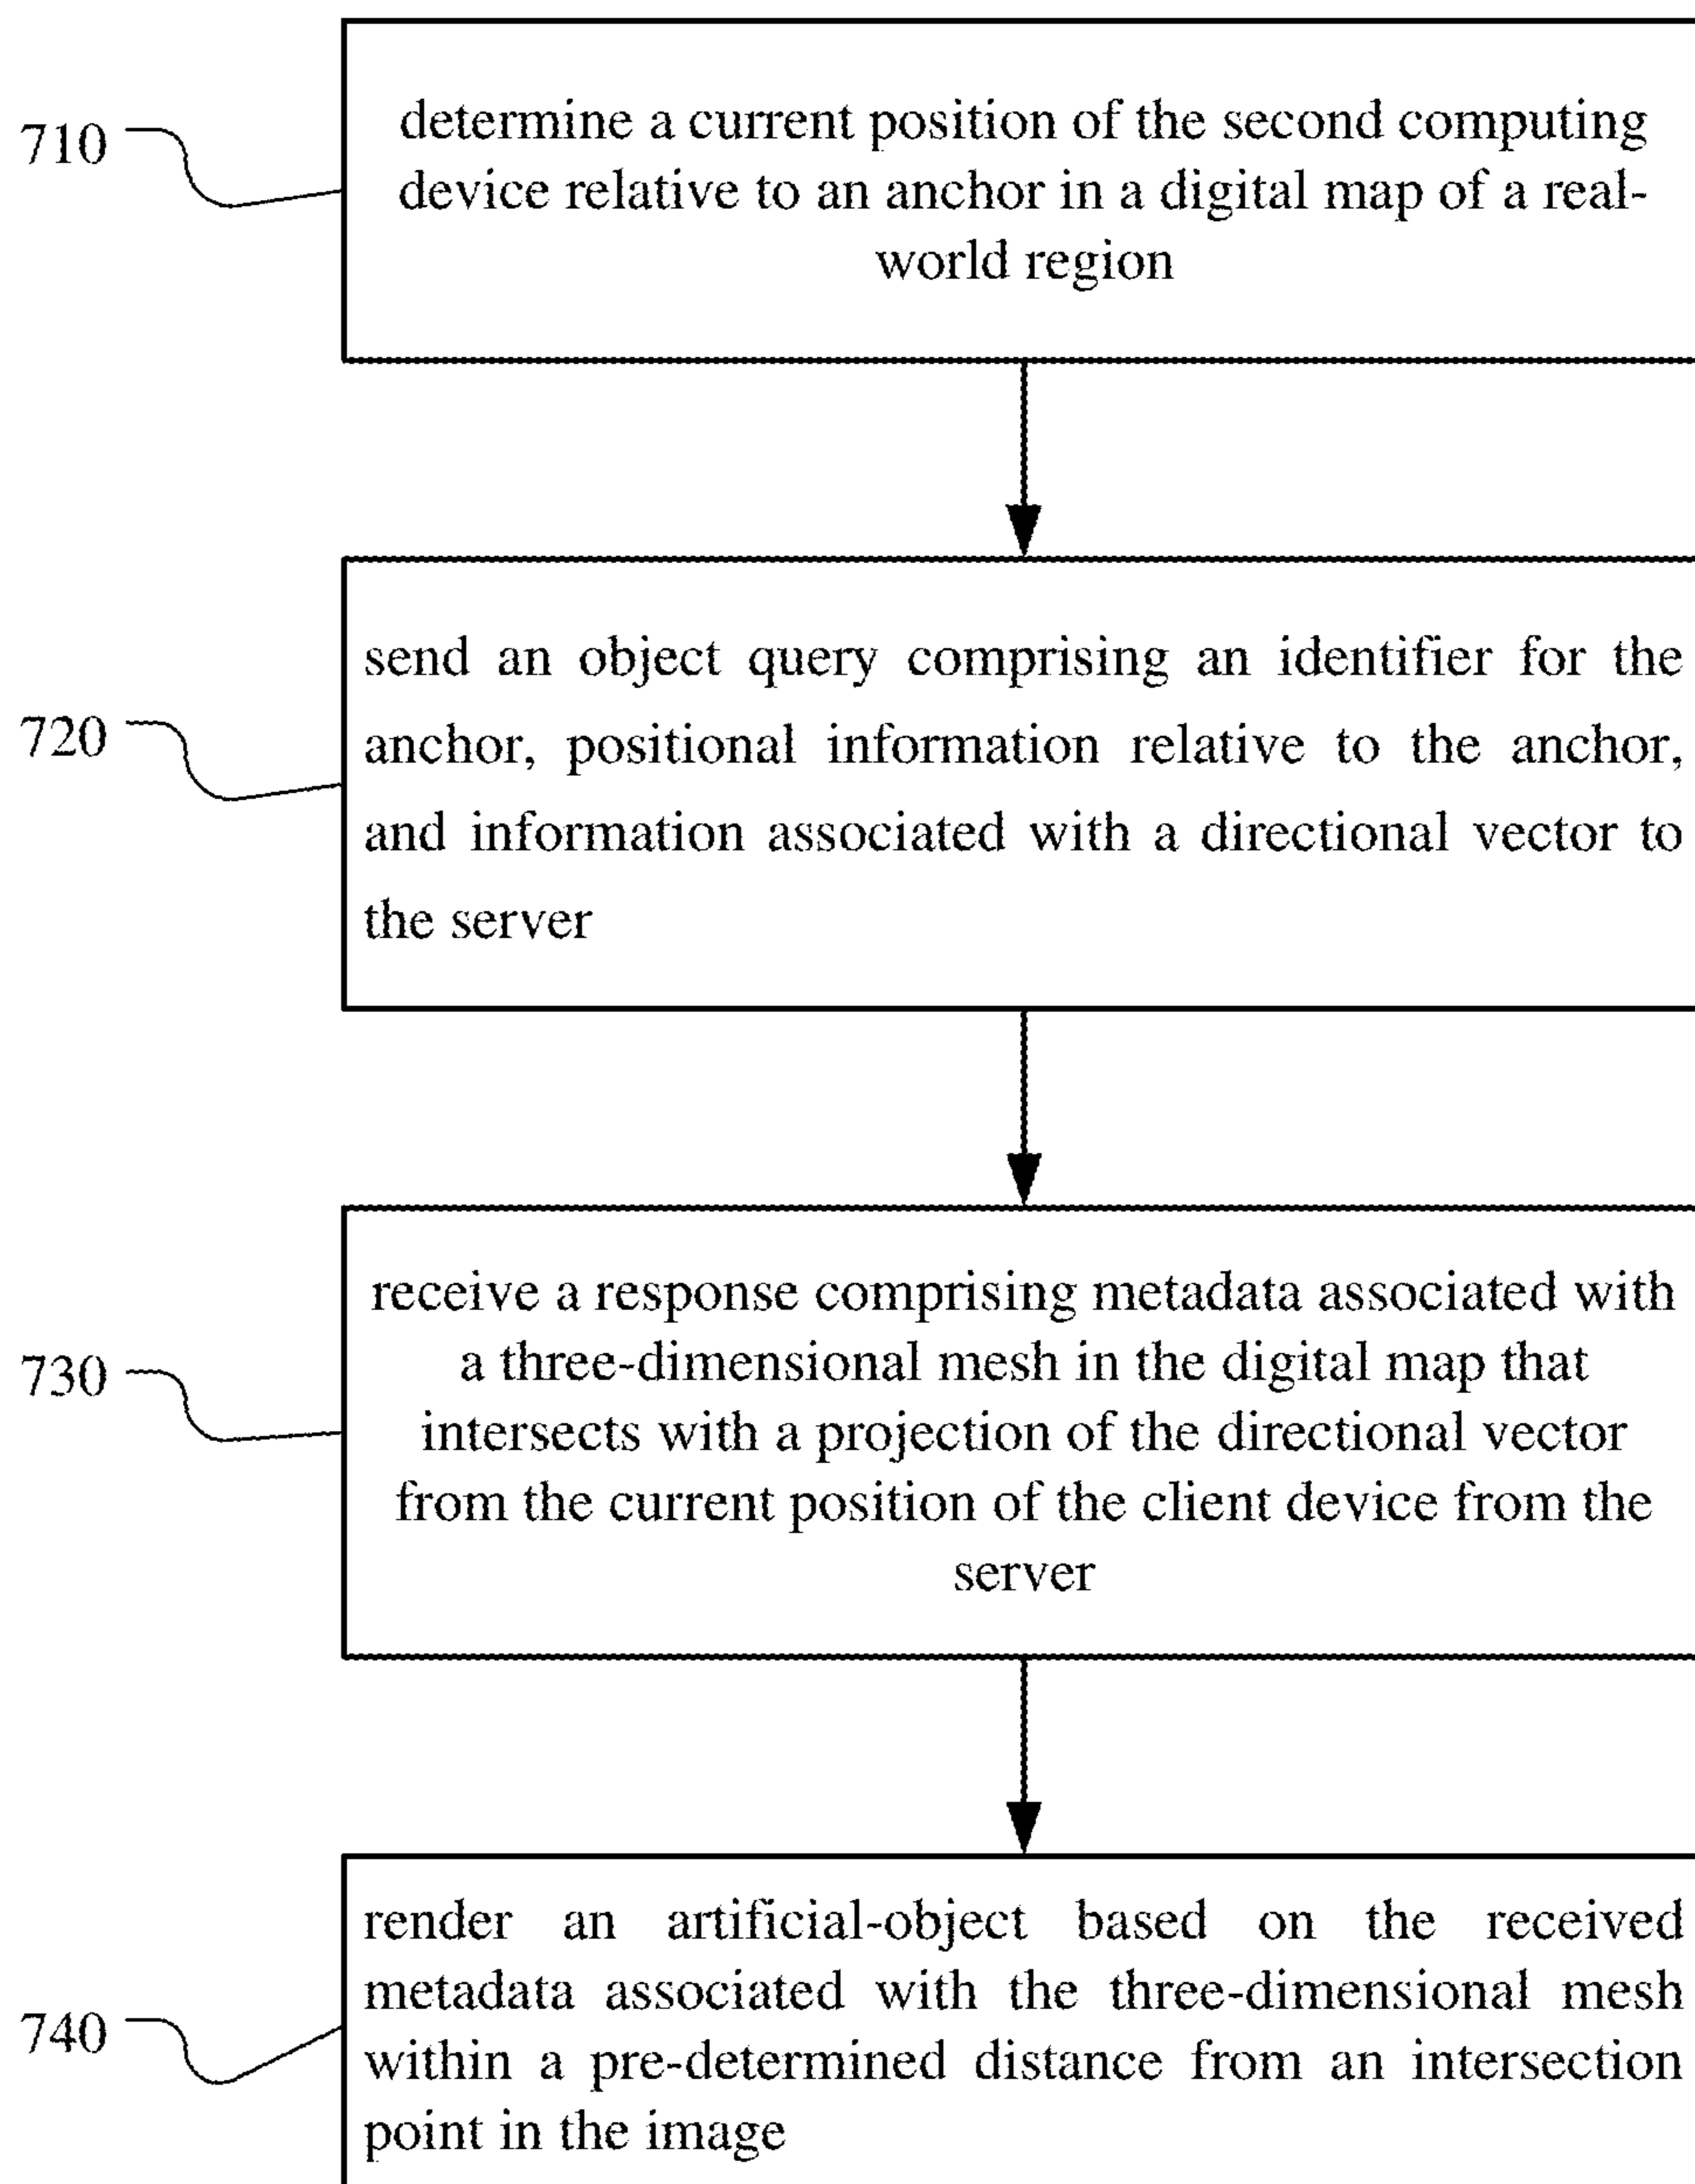 710
determine a current position of the second computing
device relative to an anchor in a digital map of a real-
world region
720
send an object query comprising an identifier for the
anchor, positional information relative to the anchor,
and information associated with a directional vector to
the server
730
receive a response comprising metadata associated with
a three-dimensional mesh in the digital map that
intersects with a projection of the directional vector
from the current position of the client device from the
server
740
render an artificial-object based on the received
metadata associated with the three-dimensional mesh
within a pre-determined distance from an intersection
point in the image